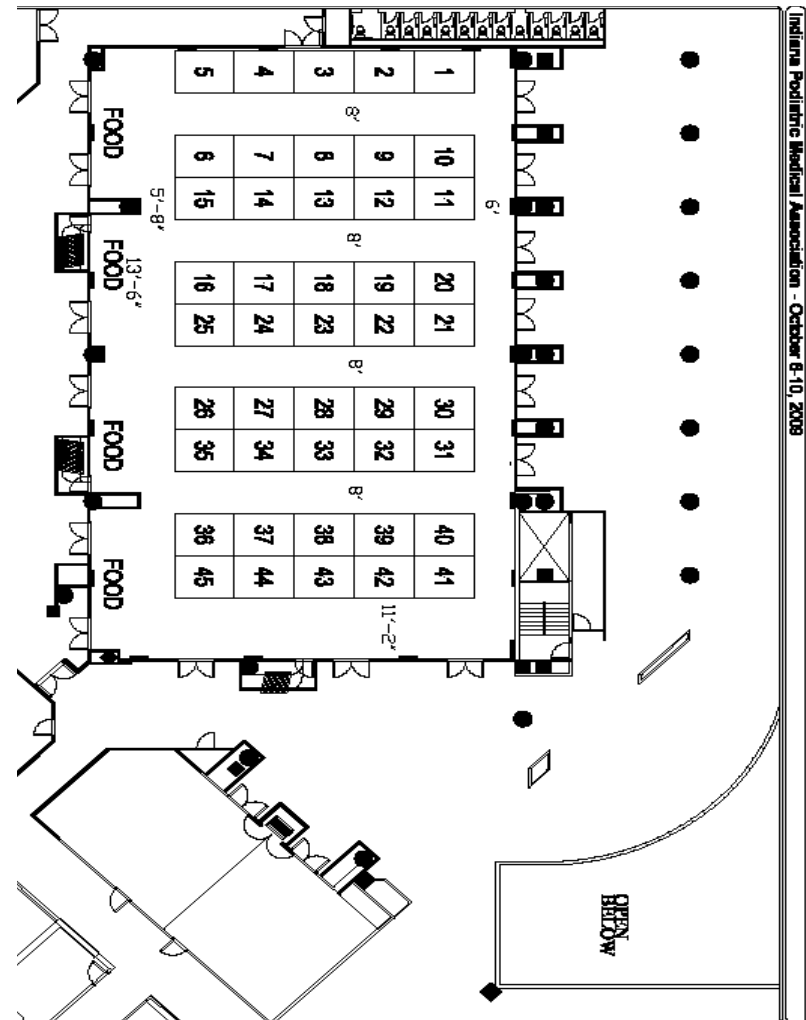 Indiana Podiatric Medical Association - October 8-10, 2009
OPEN
BELOW
6'
1 10 11 20 21 30 31 40 41
2 9 12 19 22 29 32 39 42
11'-2"
8' 8' 8' 8'
3 8 13 18 23 28 33 38 43
4 7 14 17 24 27 34 37 44
5 6 15 16 25 26 35 36 45
5'-8"
13'-6"
FOOD FOOD FOOD FOOD